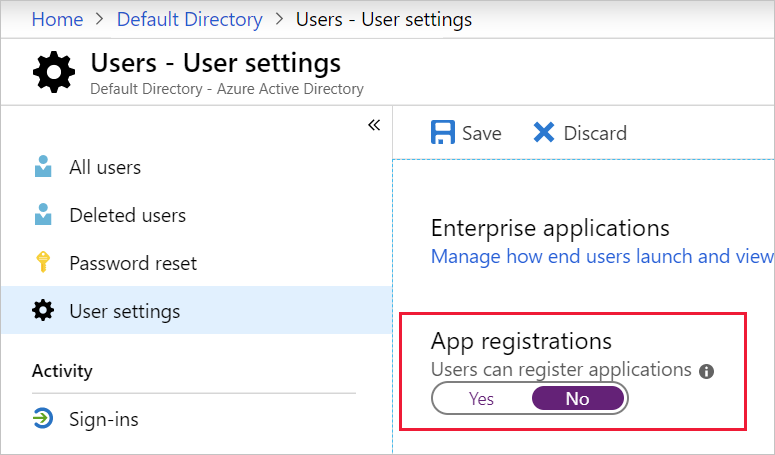 Home > Default Directory > Users - User settings
Users - User settings
Default Directory - Azure Active Directory
All users
Deleted users
Password reset
User settings
Activity
Sign-ins
Save Discard
Enterprise applications
Manage how end users launch and view
App registrations
Users can register applications
Yes No